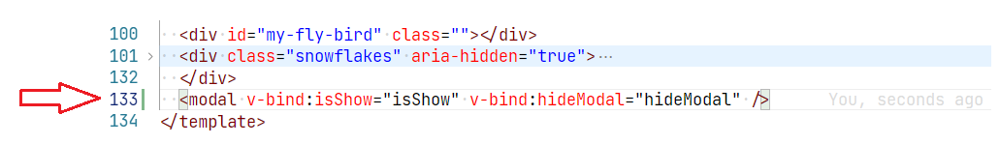 100 <div id="my-fly-bird" class=""></div>
101 <div class="snowflakes" aria-hidden="true">…
132 </div>
133 <modal v-bind:isShow="isShow" v-bind:hideModal="hideModal" /> You, seconds ago
134 </template>